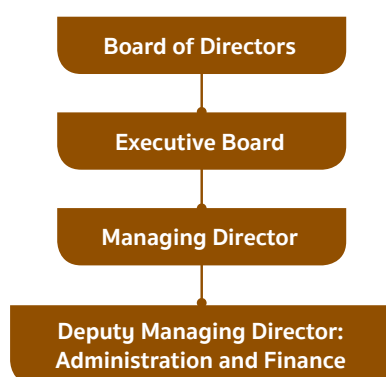 Board of Directors
Executive Board
Managing Director
Deputy Managing Director:
Administration and Finance